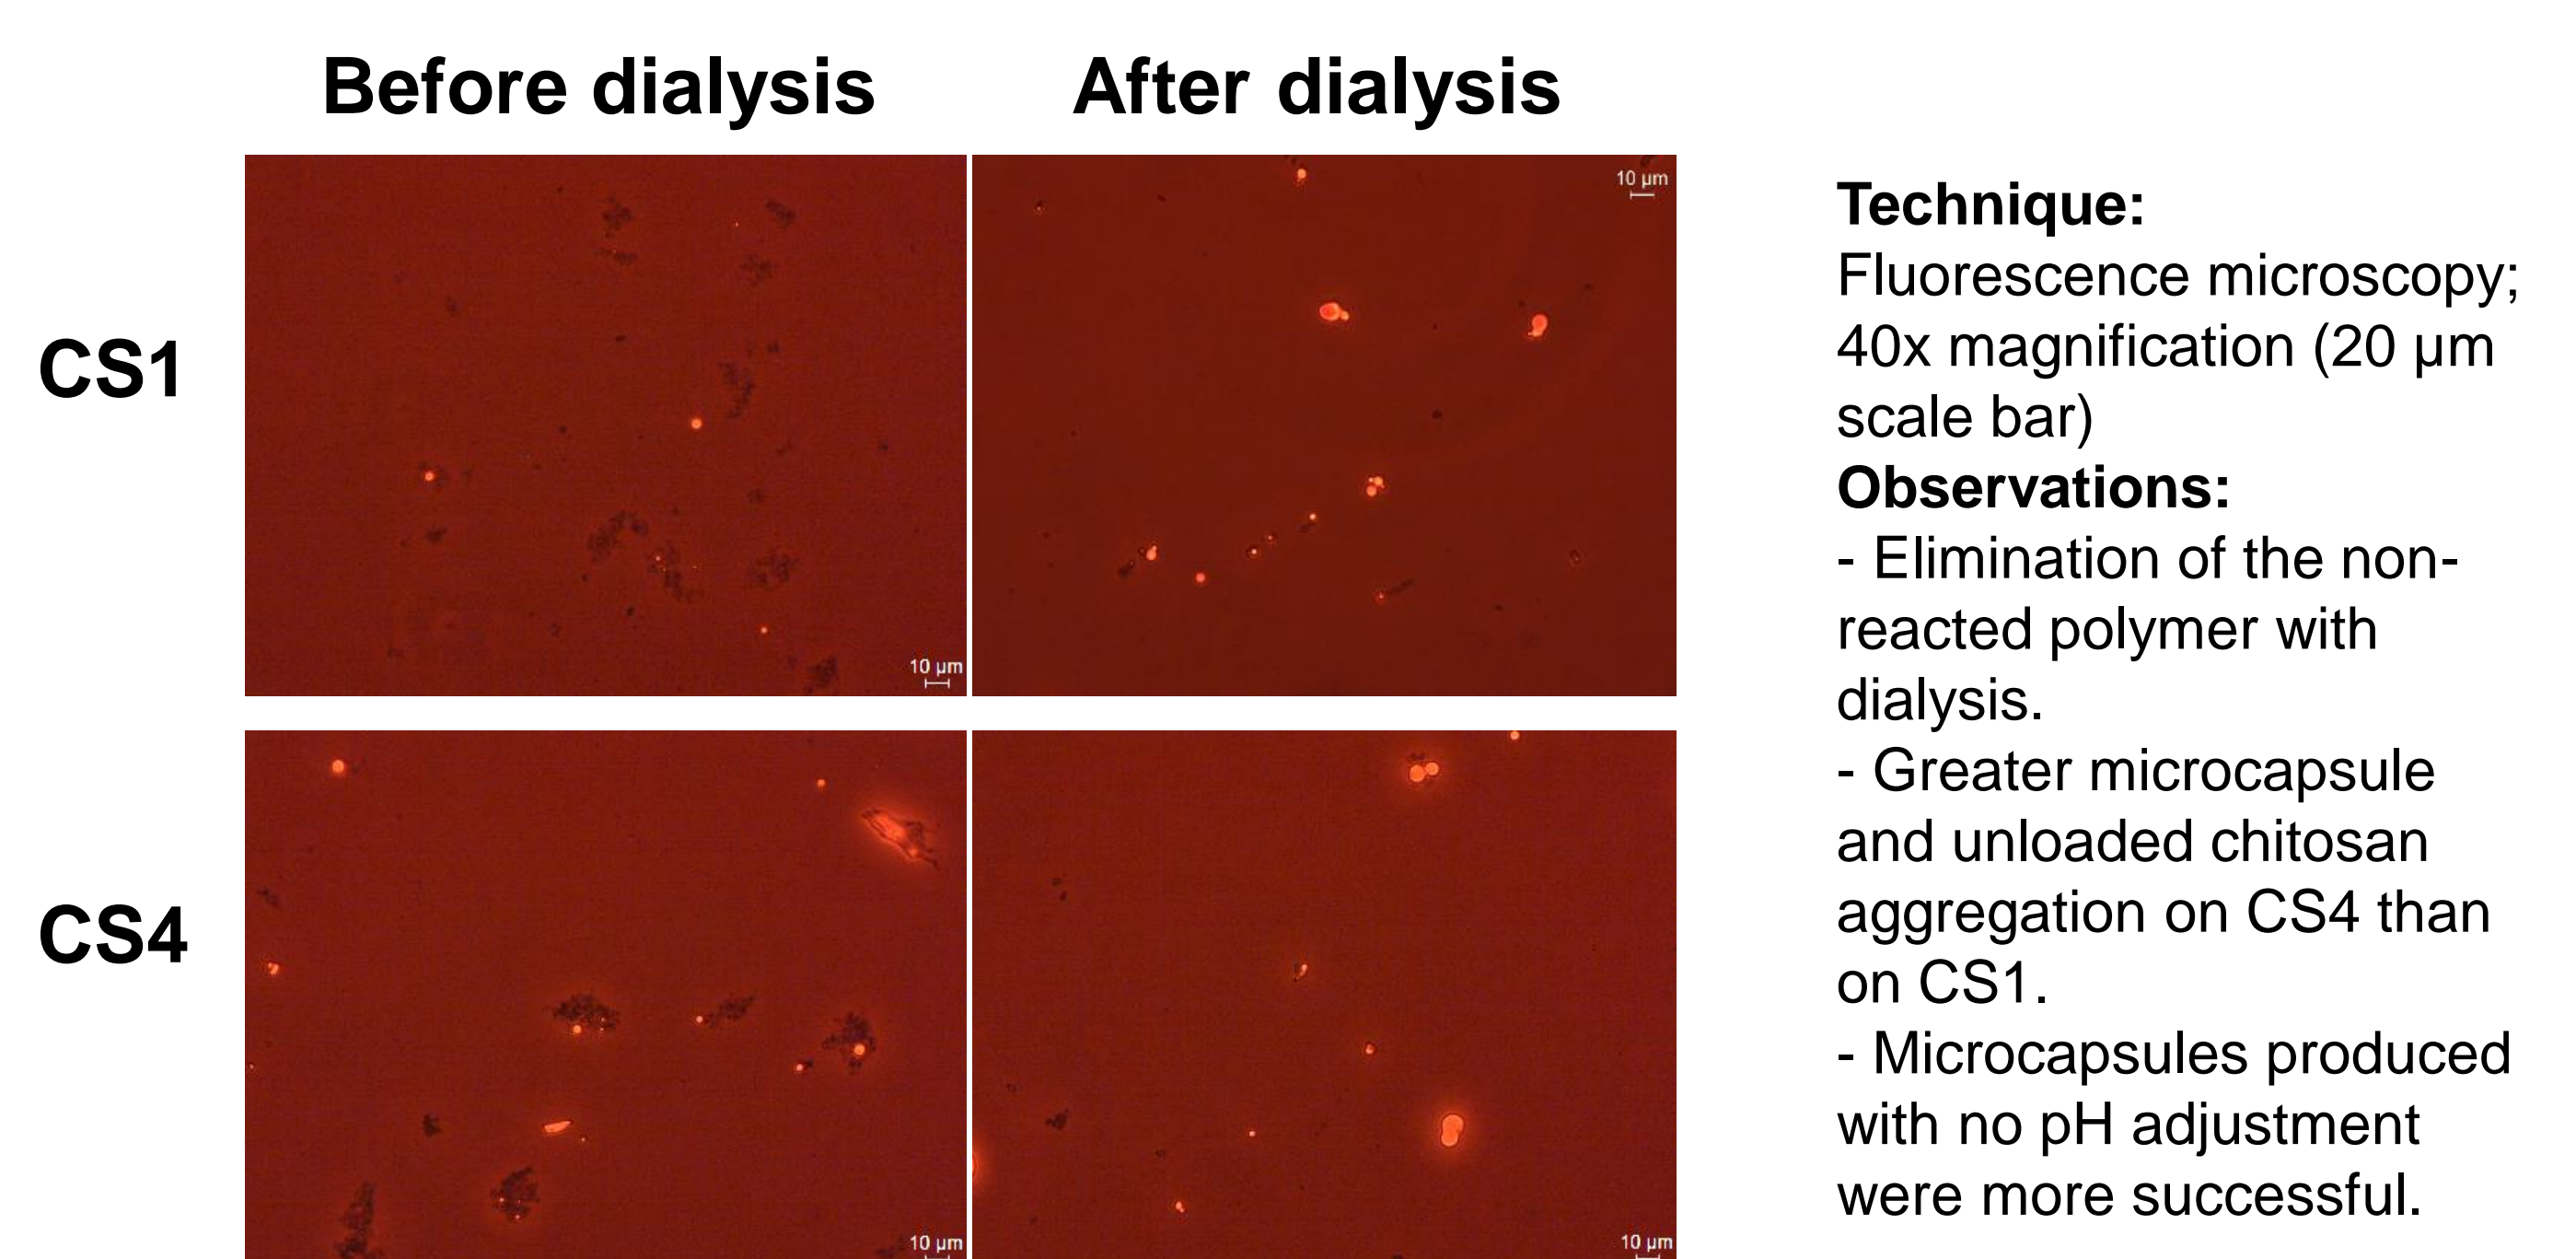 Before dialysis
After dialysis
CS1
10 µm
10 µm
CS4
10 µm
10 µm
Technique:
Fluorescence microscopy;
40x magnification (20 µm
scale bar)
Observations:
- Elimination of the non-
reacted polymer with
dialysis.
- Greater microcapsule
and unloaded chitosan
aggregation on CS4 than
on CS1.
- Microcapsules produced
with no pH adjustment
were more successful.